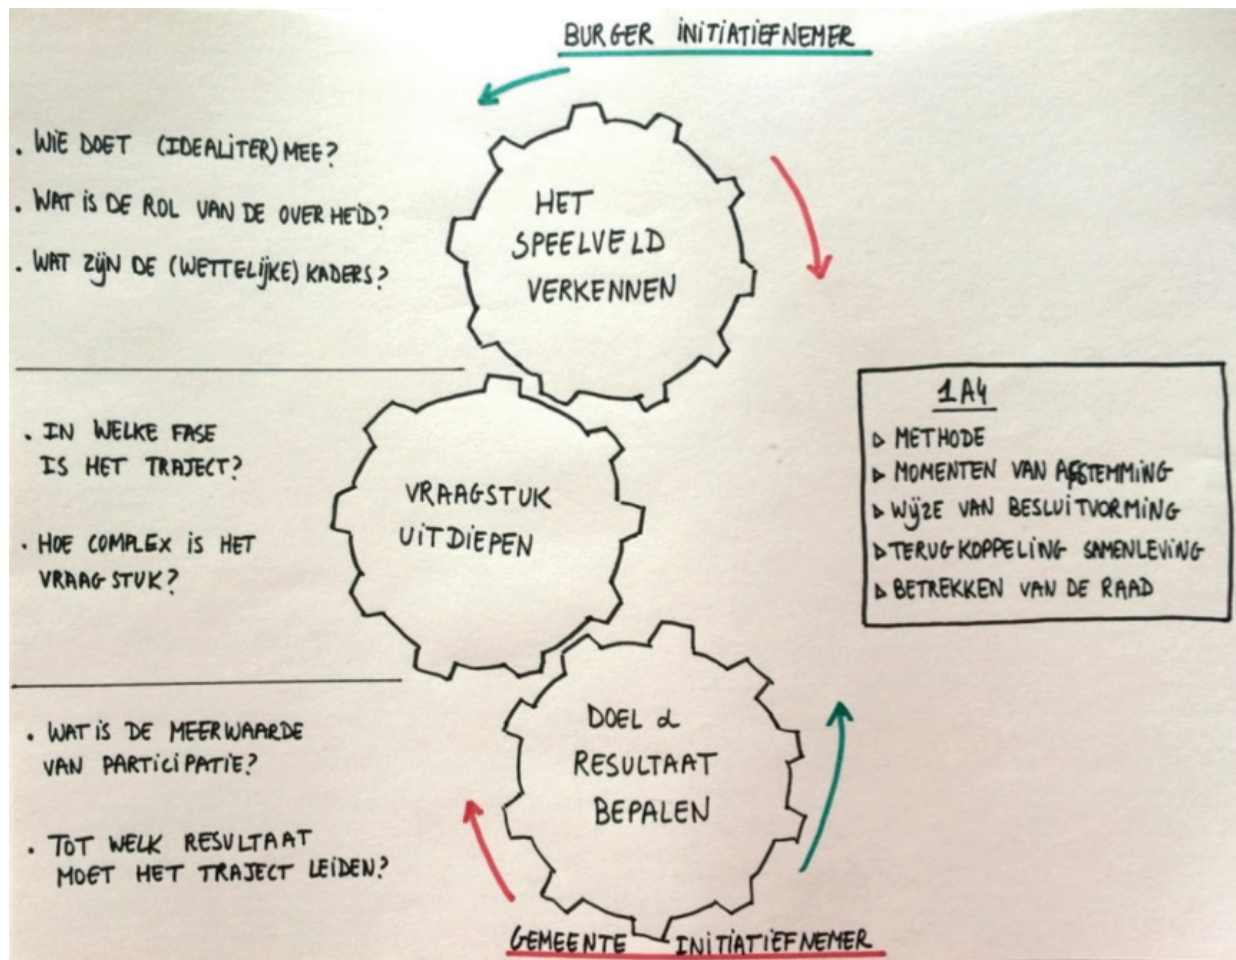 BURGER INITIATIEFNEMER
. WIE DOET (IDEALITER) MEE?
. WAT IS DE ROL VAN DE OVERHEID?
. WAT ZIJN DE (WETTELIJKE) KADERS?
HET
SPEELVELD
VERKENNEN
. IN WELKE FASE
IS HET TRAJECT?
. HOE COMPLEX IS HET
VRAAGSTUK?
VRAAGSTUK
UITDIEPEN
1A4
▷ METHODE
▷ MOMENTEN VAN AFSTEMMING
▷ WIJZE VAN BESLUITVORMING
▷ TERUGKOPPELING SAMENLEVING
▷ BETREKKEN VAN DE RAAD
. WAT IS DE MEERWAARDE
VAN PARTICIPATIE?
. TOT WELK RESULTAAT
MOET HET TRAJECT LEIDEN?
DOEL &
RESULTAAT
BEPALEN
GEMEENTE INITIATIEFNEMER